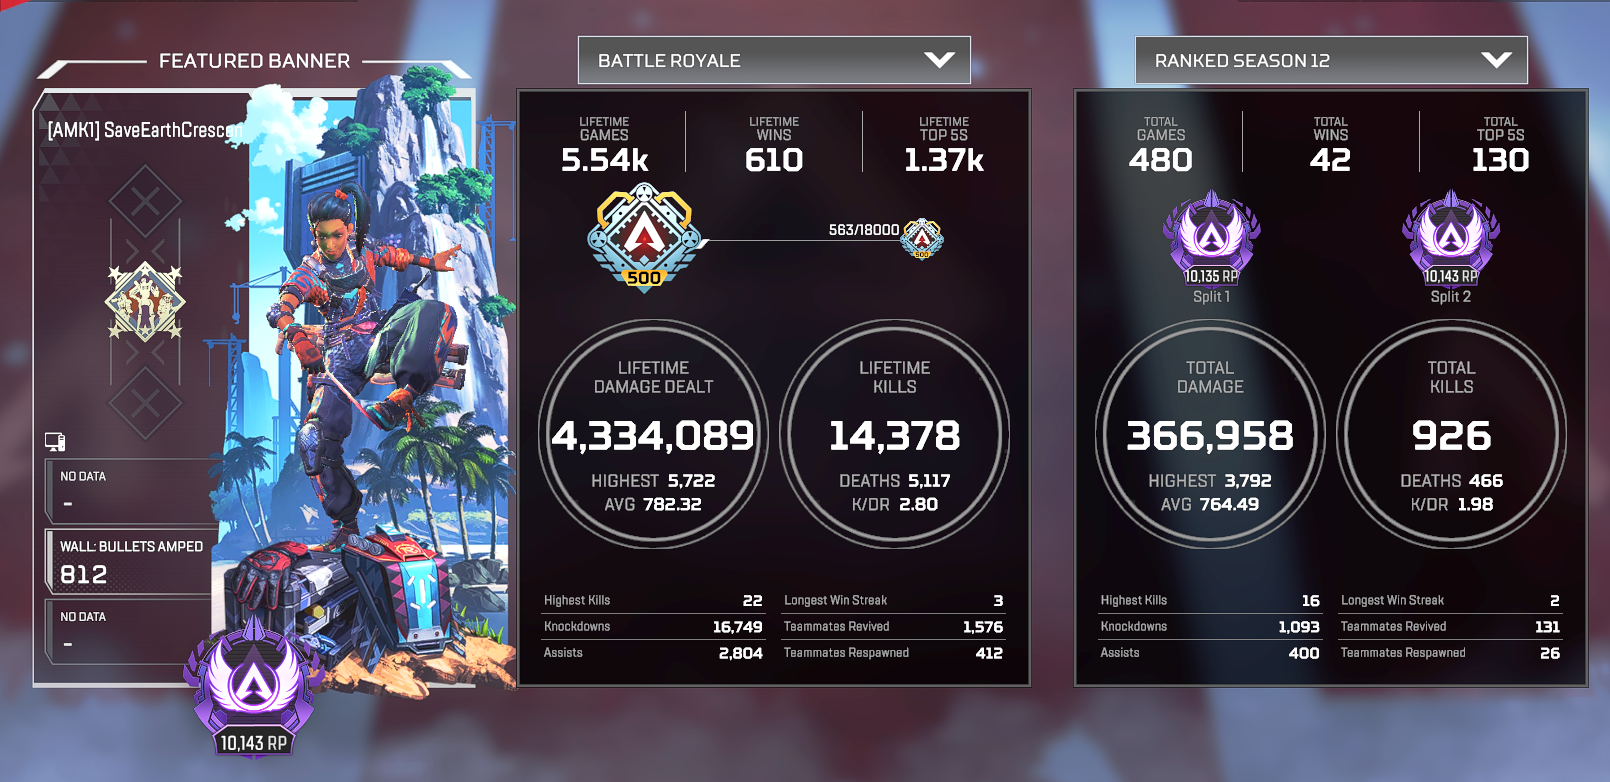 FEATURED BANNER
[AMK1] SaveEarthCrescen
NO DATA
-
WALL: BULLETS AMPED
812
NO DATA
-
10,143 RP
BATTLE ROYALE
LIFETIME GAMES
5.54k
LIFETIME WINS
610
LIFETIME TOP 5S
1.37k
500
563/18000
500
LIFETIME
DAMAGE DEALT
4,334,089
HIGHEST 5,722
AVG 782.32
LIFETIME
KILLS
14,378
DEATHS 5,117
K/DR 2.80
Highest Kills 22
Knockdowns 16,749
Assists 2,804
Longest Win Streak 3
Teammates Revived 1,576
Teammates Respawned 412
RANKED SEASON 12
TOTAL GAMES
480
TOTAL WINS
42
TOTAL TOP 5S
130
10,135 RP
Split 1
10,143 RP
Split 2
TOTAL
DAMAGE
366,958
HIGHEST 3,792
AVG 764.49
TOTAL
KILLS
926
DEATHS 466
K/DR 1.98
Highest Kills 16
Knockdowns 1,093
Assists 400
Longest Win Streak 2
Teammates Revived 131
Teammates Respawned 26